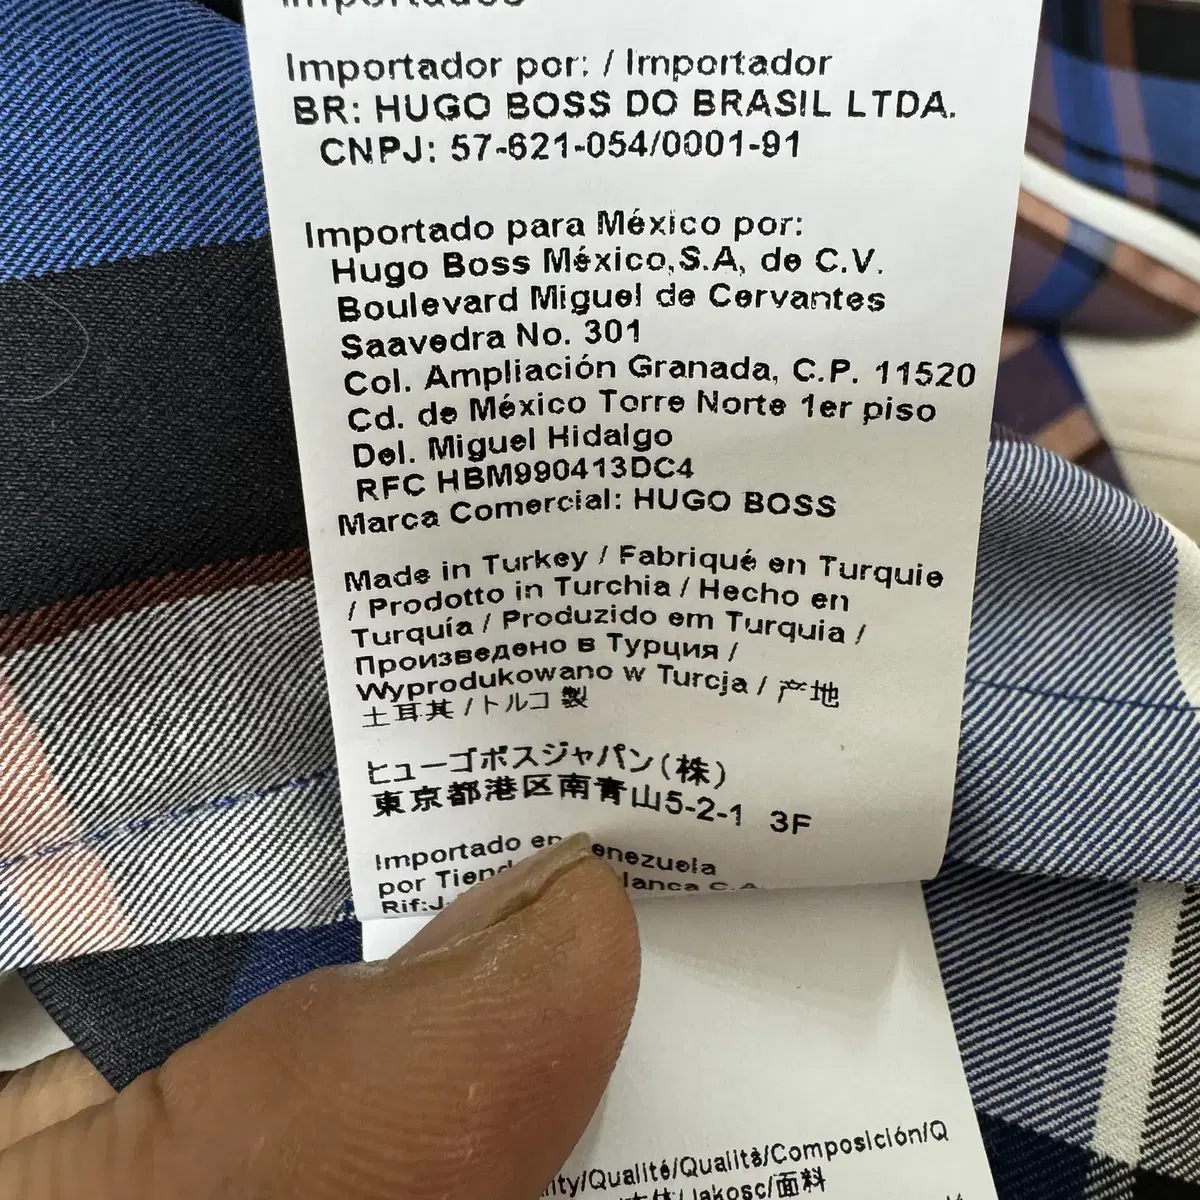 Importados
Importador por: / Importador
BR: HUGO BOSS DO BRASIL LTDA.
CNPJ: 57-621-054/0001-91
Importado para México por:
Hugo Boss México,S.A, de C.V.
Boulevard Miguel de Cervantes
Saavedra No. 301
Col. Ampliación Granada, C.P. 11520
Cd. de México Torre Norte 1er piso
Del. Miguel Hidalgo
RFC HBM990413DC4
Marca Comercial: HUGO BOSS
Made in Turkey / Fabriqué en Turquie
/ Prodotto in Turchia / Hecho en
Turquía / Produzido em Turquia /
Произведено в Турция /
Wyprodukowano w Turcja / 产地
土耳其 / トルコ 製
ヒューゴボスジャパン(株)
東京都港区南青山5-2-1 3F
Importado en
por
Rif:J-
/Qualité/Qualità/Composición/Q
Jakosc/面料